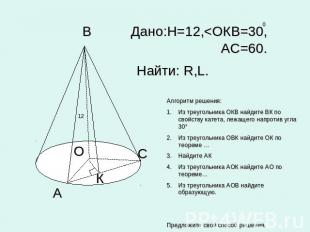 В
Дано:Н=12,<ОКВ=30,
0
АС=60.
Найти: R,L.
12
О
С
К
А
Алгоритм решения:
1. Из треугольника ОКВ найдите ВК по
свойству катета, лежащего напротив угла
30°
2. Из треугольника ОВК найдите ОК по
теореме …
3. Найдите АК
4. Из треугольника АОК найдите АО по
теореме…
5. Из треугольника АОВ найдите
образующую.
Предложите свой способ решения.